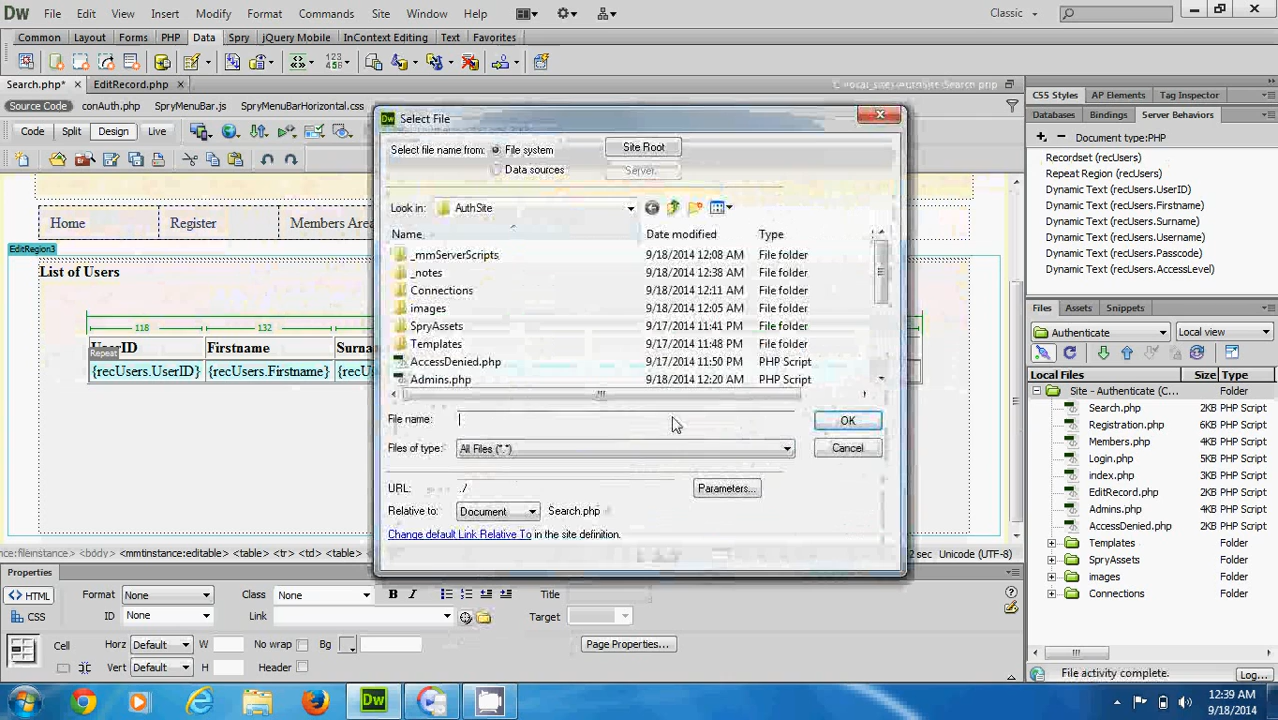 Dw File Edit View Insert Modify Format Commands Site Window Help Classic
Common Layout Forms PHP Data Spry jQuery Mobile InContext Editing Text Favorites
Search.php* EditRecord.php
Source Code conAuth.php SpryMenuBar.js SpryMenuBarHorizontal.css
Code Split Design Live
Home Register Members Area
EditRegion3
List of Users
118 132
UserID Firstname
Repeat
{recUsers.UserID} {recUsers.Firstname}
Dw Select File
Select file name from: File system Site Root
Data sources Server.
Look in: AuthSite
Name Date modified Type
_mmServerScripts 9/18/2014 12:08 AM File folder
_notes 9/18/2014 12:38 AM File folder
Connections 9/18/2014 12:11 AM File folder
images 9/18/2014 12:05 AM File folder
SpryAssets 9/17/2014 11:41 PM File folder
Templates 9/17/2014 11:48 PM File folder
AccessDenied.php 9/17/2014 11:50 PM PHP Script
Admins.php 9/18/2014 12:20 AM PHP Script
File name: OK
Files of type: All Files (*.*) Cancel
URL: ./ Parameters...
Relative to: Document Search.php
Change default Link Relative To in the site definition.
CSS Styles AP Elements Tag Inspector
Databases Bindings Server Behaviors
Document type:PHP
Recordset (recUsers)
Repeat Region (recUsers)
Dynamic Text (recUsers.UserID)
Dynamic Text (recUsers.Firstname)
Dynamic Text (recUsers.Surname)
Dynamic Text (recUsers.Username)
Dynamic Text (recUsers.Passcode)
Dynamic Text (recUsers.AccessLevel)
Files Assets Snippets
Authenticate Local view
Local Files Size Type
Site - Authenticate (C... Folder
Search.php 2KB PHP Script
Registration.php 6KB PHP Script
Members.php 2KB PHP Script
Login.php 4KB PHP Script
index.php 2KB PHP Script
EditRecord.php 2KB PHP Script
Admins.php 2KB PHP Script
AccessDenied.php 2KB PHP Script
Templates Folder
SpryAssets Folder
images Folder
Connections Folder
File activity complete. Log...
<body> <mmtinstance:editable> <tr> <td> <table> 2 sec Unicode (UTF-8)
Properties
HTML Format None Class None B I Title
CSS ID None Link Target
Cell Horz Default W No wrap Bg Page Properties...
Vert Default H Header
12:39 AM
9/18/2014